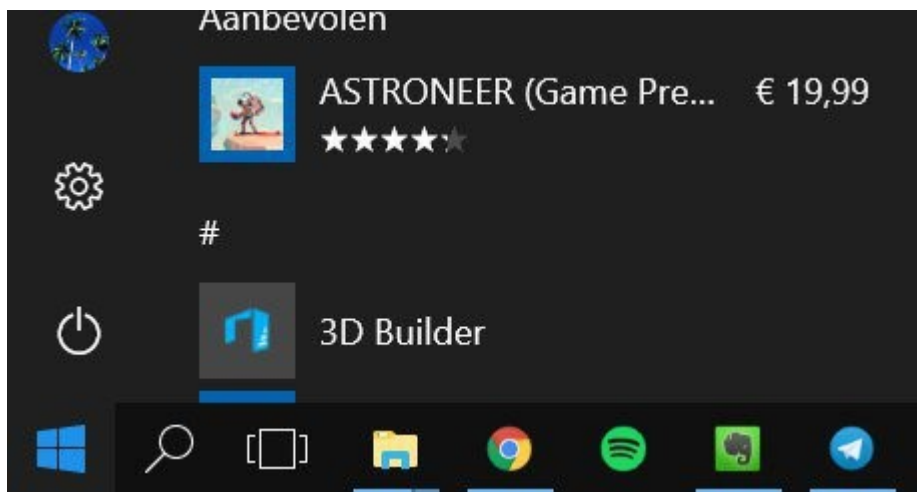 Aanbevolen
ASTRONEER (Game Pre... € 19,99
#
3D Builder